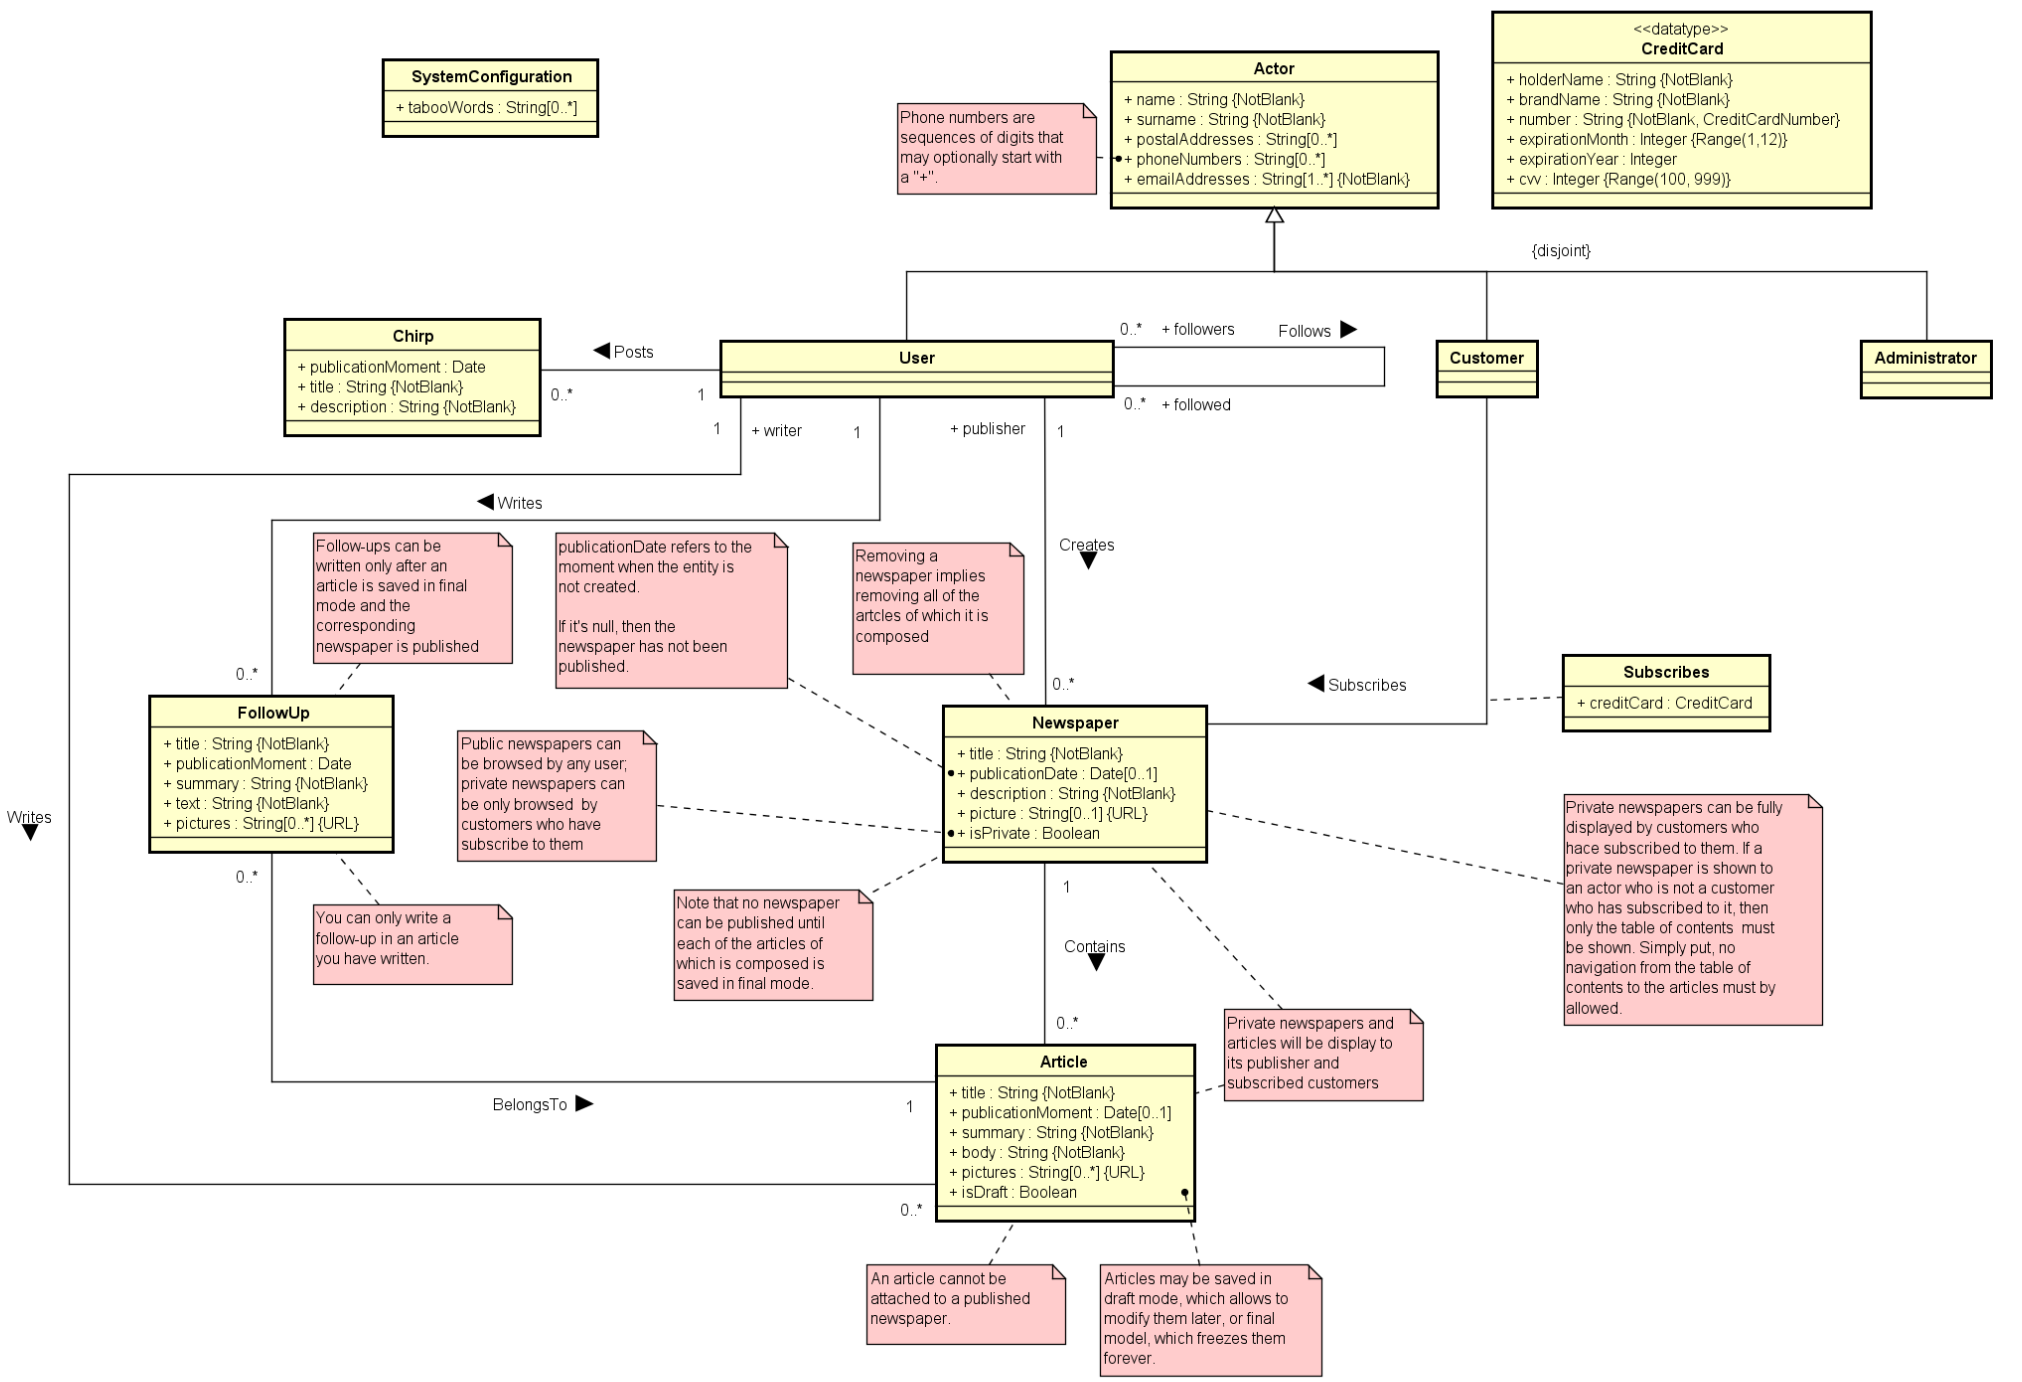 SystemConfiguration
+ tabooWords : String[0..*]
Actor
+ name : String {NotBlank}
+ surname : String {NotBlank}
+ postalAddresses : String[0..*]
+ phoneNumbers : String[0..*]
+ emailAddresses : String[1..*] {NotBlank}
<<datatype>>
CreditCard
+ holderName : String {NotBlank}
+ brandName : String {NotBlank}
+ number : String {NotBlank, CreditCardNumber}
+ expirationMonth : Integer {Range(1,12)}
+ expirationYear : Integer
+ cvv : Integer {Range(100, 999)}
Phone numbers are
sequences of digits that
may optionally start with
a "+".
{disjoint}
Chirp
+ publicationMoment : Date
+ title : String {NotBlank}
+ description : String {NotBlank}
Posts
0..*
1
User
0..* + followers
Follows
0..* + followed
Customer
Administrator
1
+ writer
1
+ publisher
1
Writes
Creates
Follow-ups can be
written only after an
article is saved in final
mode and the
corresponding
newspaper is published
publicationDate refers to the
moment when the entity is
not created.
If it's null, then the
newspaper has not been
published.
Removing a
newspaper implies
removing all of the
artcles of which it is
composed
0..*
0..*
Subscribes
Subscribes
+ creditCard : CreditCard
FollowUp
+ title : String {NotBlank}
+ publicationMoment : Date
+ summary : String {NotBlank}
+ text : String {NotBlank}
+ pictures : String[0..*] {URL}
Public newspapers can
be browsed by any user;
private newspapers can
be only browsed  by
customers who have
subscribe to them
Newspaper
+ title : String {NotBlank}
+ publicationDate : Date[0..1]
+ description : String {NotBlank}
+ picture : String[0..1] {URL}
+ isPrivate : Boolean
Private newspapers can be fully
displayed by customers who
hace subscribed to them. If a
private newspaper is shown to
an actor who is not a customer
who has subscribed to it, then
only the table of contents  must
be shown. Simply put, no
navigation from the table of
contents to the articles must by
allowed.
Writes
0..*
You can only write a
follow-up in an article
you have written.
Note that no newspaper
can be published until
each of the articles of
which is composed is
saved in final mode.
1
Contains
0..*
Private newspapers and
articles will be display to
its publisher and
subscribed customers
BelongsTo
1
Article
+ title : String {NotBlank}
+ publicationMoment : Date[0..1]
+ summary : String {NotBlank}
+ body : String {NotBlank}
+ pictures : String[0..*] {URL}
+ isDraft : Boolean
0..*
An article cannot be
attached to a published
newspaper.
Articles may be saved in
draft mode, which allows to
modify them later, or final
model, which freezes them
forever.